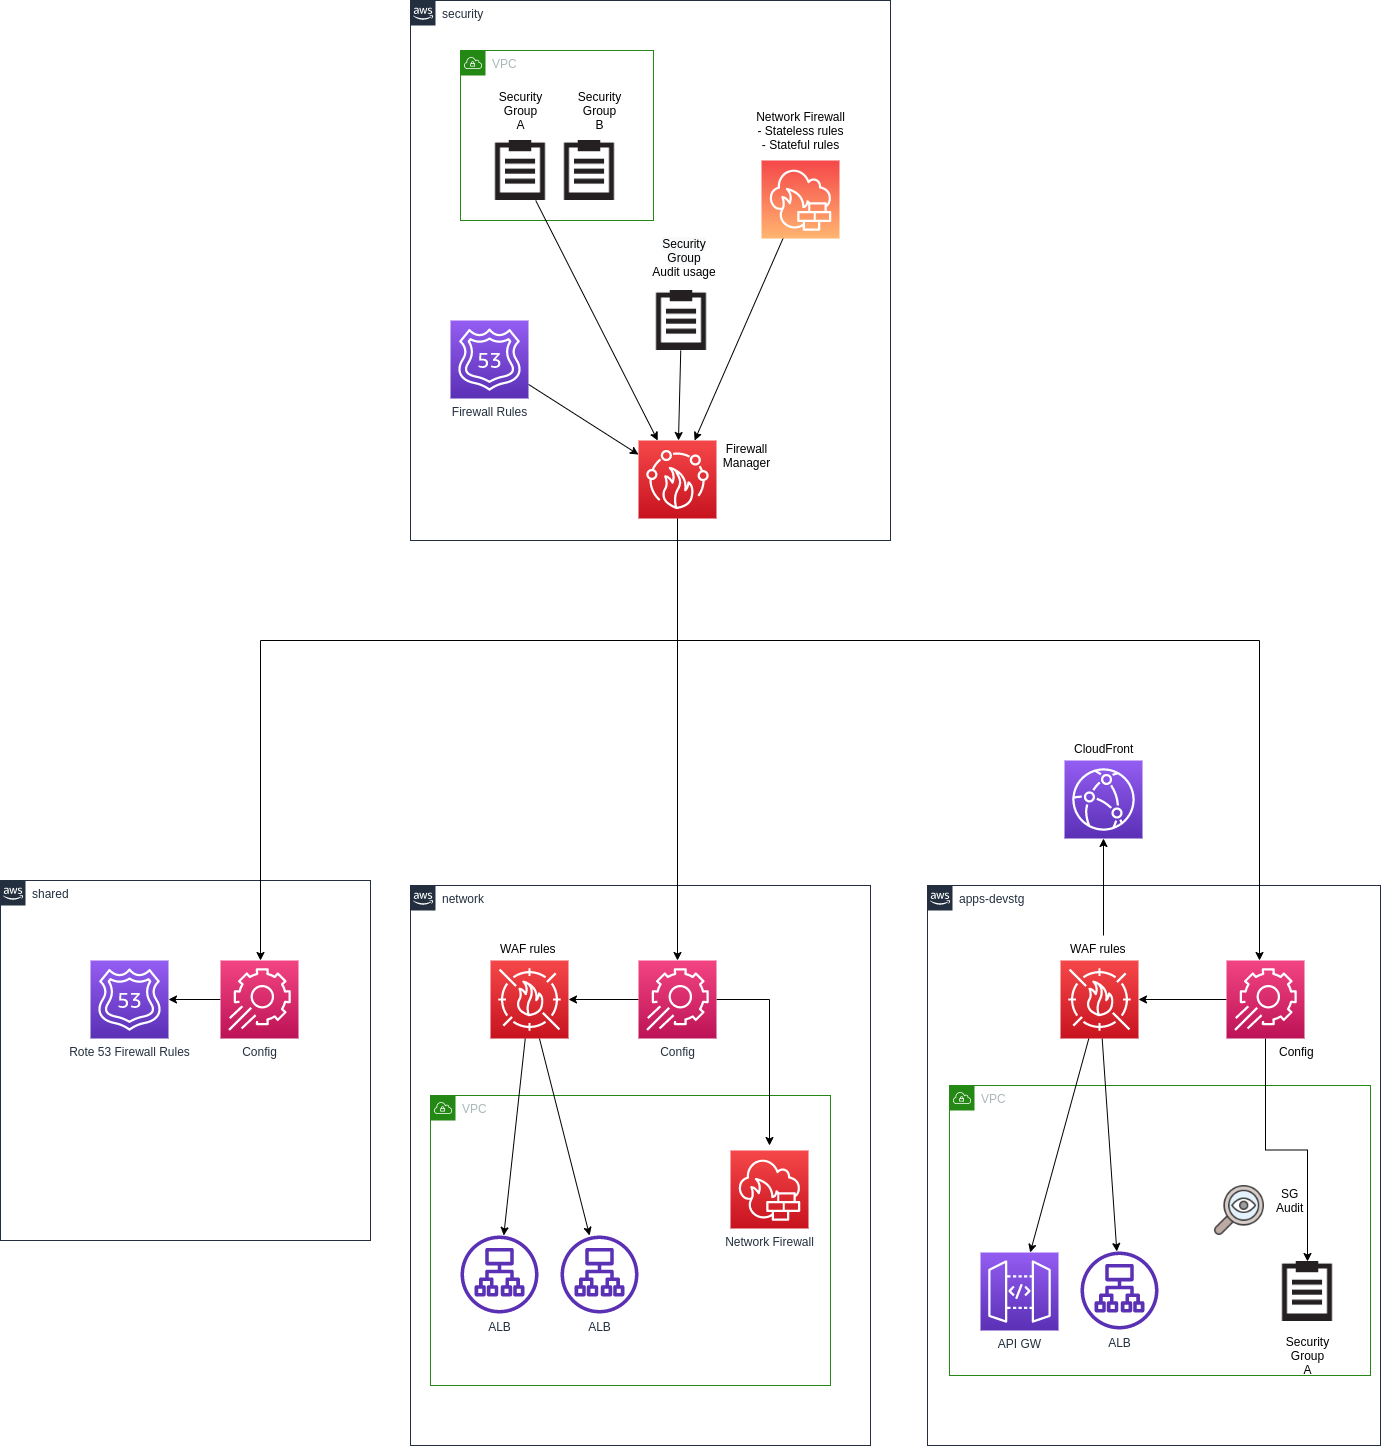 aws
security
VPC
Security
Group
A
Security
Group
B
Network Firewall
- Stateless rules
- Stateful rules
Security
Group
Audit usage
53
Firewall Rules
Firewall
Manager
CloudFront
aws
shared
53
Rote 53 Firewall Rules
Config
aws
network
WAF rules
Config
VPC
Network Firewall
ALB
ALB
aws
apps-devstg
WAF rules
Config
VPC
SG
Audit
</>
API GW
ALB
Security
Group
A